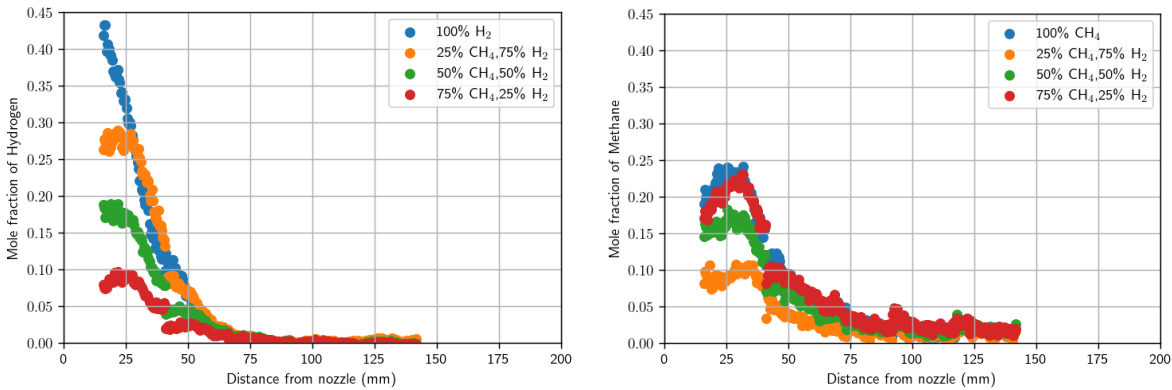 0.45
0.40
0.35
0.30
0.25
0.20
0.15
0.10
0.05
0.00
Mole fraction of Hydrogen
100% H₂
25% CH₄,75% H₂
50% CH₄,50% H₂
75% CH₄,25% H₂
0 25 50 75 100 125 150 175 200
Distance from nozzle (mm)
0.45
0.40
0.35
0.30
0.25
0.20
0.15
0.10
0.05
0.00
Mole fraction of Methane
100% CH₄
25% CH₄,75% H₂
50% CH₄,50% H₂
75% CH₄,25% H₂
0 25 50 75 100 125 150 175 200
Distance from nozzle (mm)